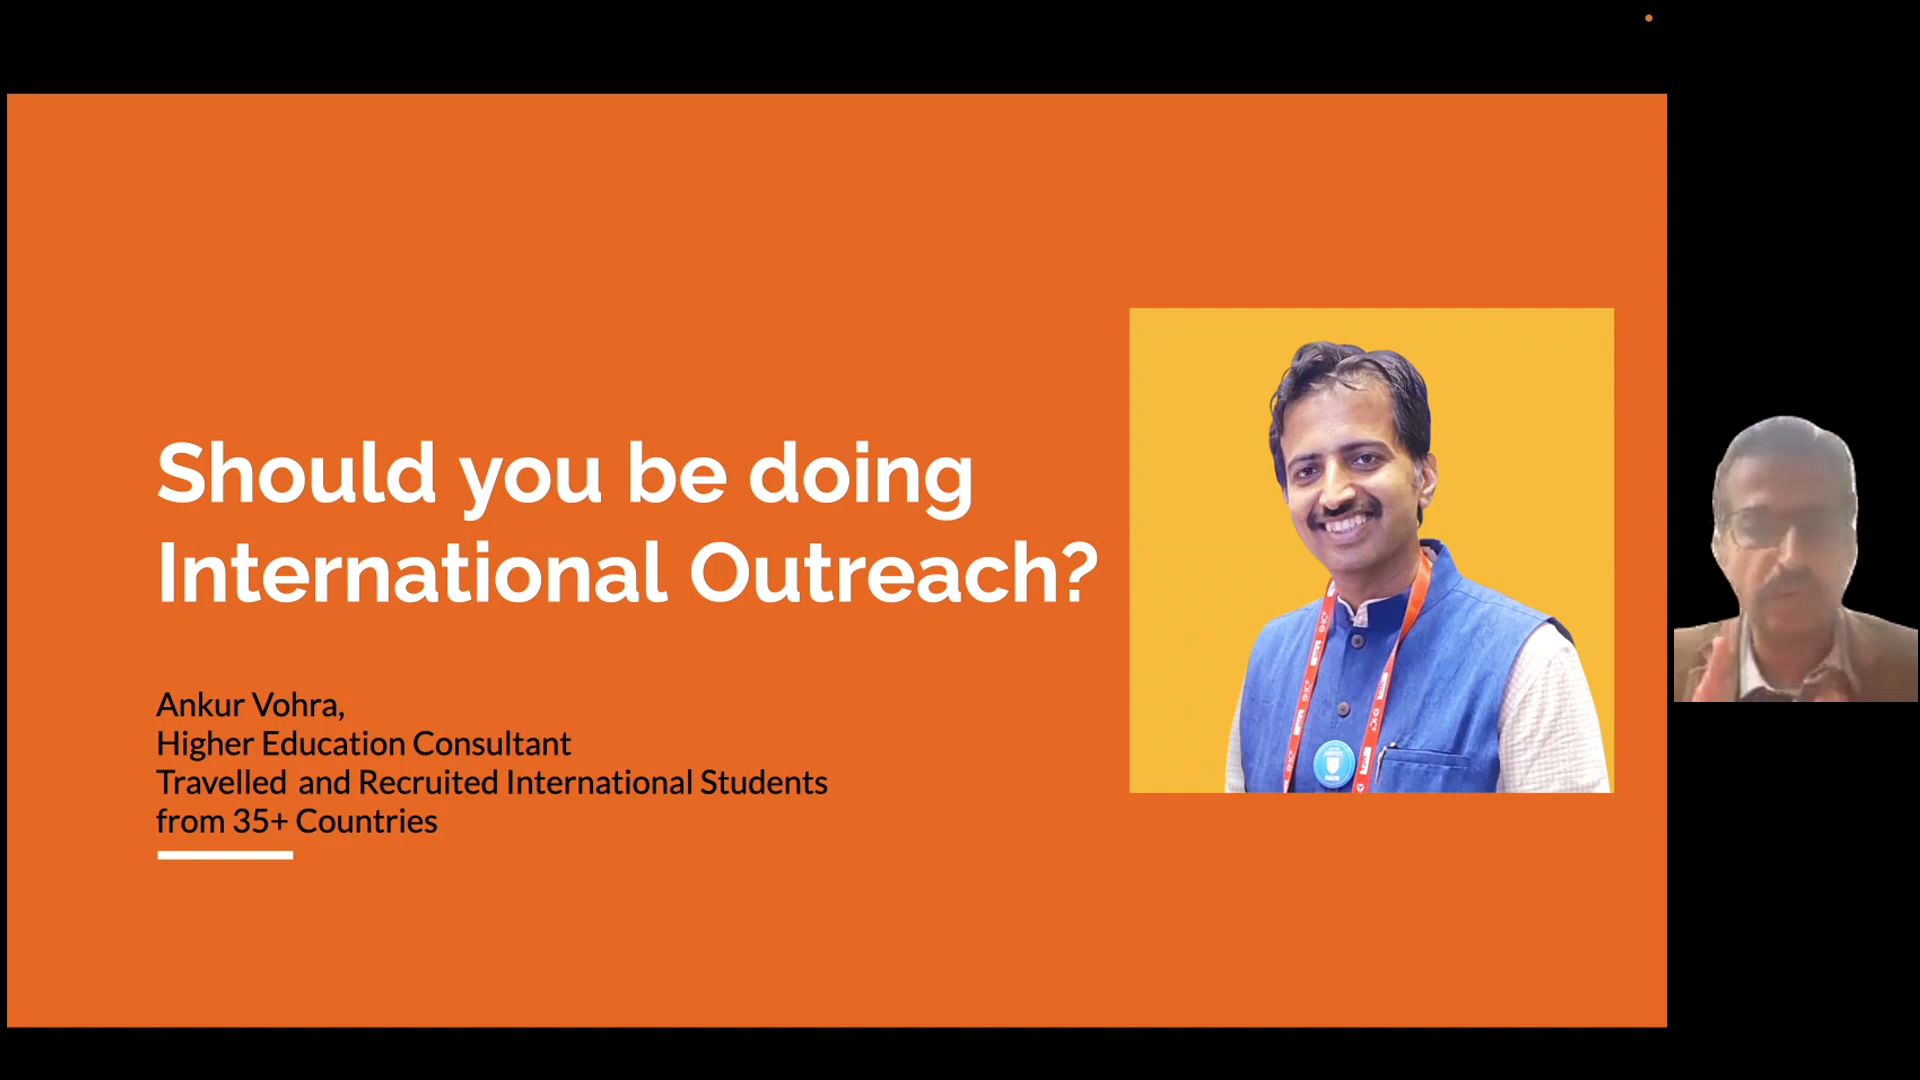 Should you be doing
International Outreach?
Ankur Vohra,
Higher Education Consultant
Travelled and Recruited International Students
from 35+ Countries